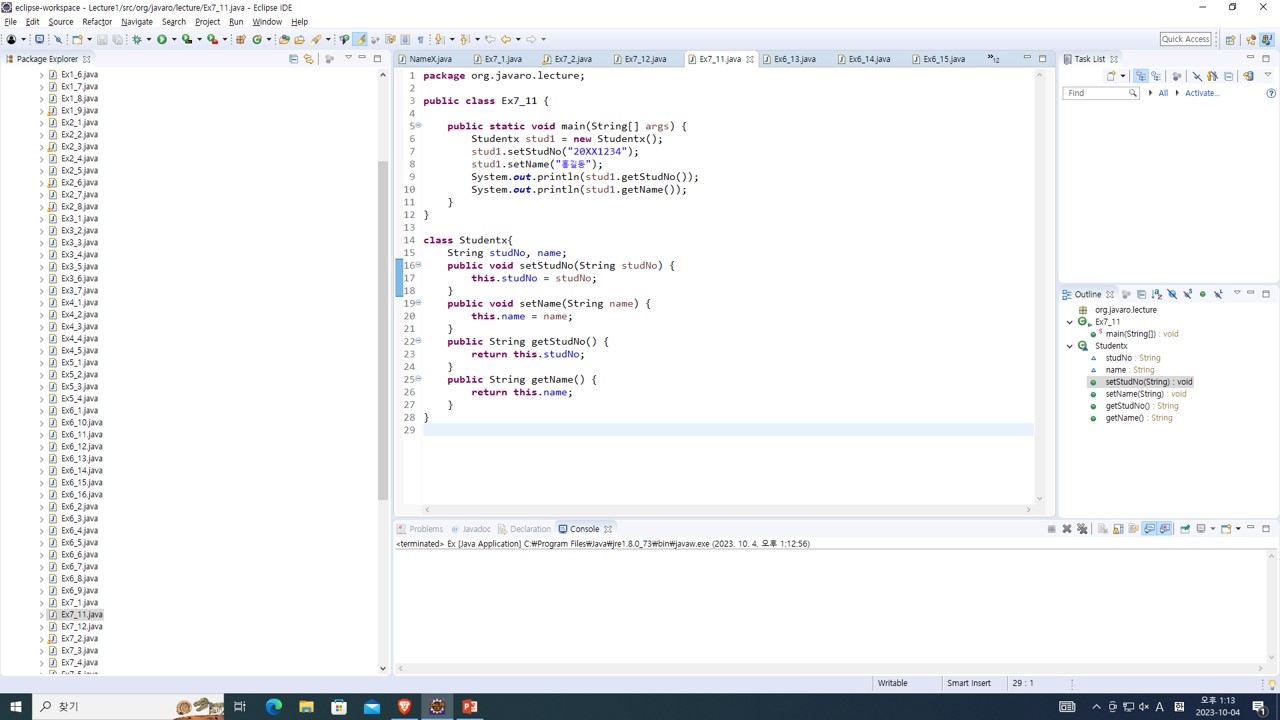 eclipse-workspace - Lecture1/src/org/javaro/lecture/Ex7_11.java - Eclipse IDE
File Edit Source Refactor Navigate Search Project Run Window Help
Quick Access
Package Explorer
Ex1_6.java
Ex1_7.java
Ex1_8.java
Ex1_9.java
Ex2_1.java
Ex2_2.java
Ex2_3.java
Ex2_4.java
Ex2_5.java
Ex2_6.java
Ex2_7.java
Ex2_8.java
Ex3_1.java
Ex3_2.java
Ex3_3.java
Ex3_4.java
Ex3_5.java
Ex3_6.java
Ex3_7.java
Ex4_1.java
Ex4_2.java
Ex4_3.java
Ex4_4.java
Ex4_5.java
Ex5_1.java
Ex5_2.java
Ex5_3.java
Ex5_4.java
Ex6_1.java
Ex6_10.java
Ex6_11.java
Ex6_12.java
Ex6_13.java
Ex6_14.java
Ex6_15.java
Ex6_16.java
Ex6_2.java
Ex6_3.java
Ex6_4.java
Ex6_5.java
Ex6_6.java
Ex6_7.java
Ex6_8.java
Ex6_9.java
Ex7_1.java
Ex7_11.java
Ex7_12.java
Ex7_2.java
Ex7_3.java
Ex7_4.java
Ex7_5.java
NameX.java Ex7_1.java Ex7_2.java Ex7_12.java Ex7_11.java Ex6_13.java Ex6_14.java Ex6_15.java 12
1 package org.javaro.lecture;
2
3 public class Ex7_11 {
4
5 public static void main(String[] args) {
6 Studentx stud1 = new Studentx();
7 stud1.setStudNo("20XX1234");
8 stud1.setName("홍길동");
9 System.out.println(stud1.getStudNo());
10 System.out.println(stud1.getName());
11 }
12 }
13
14 class Studentx{
15 String studNo, name;
16 public void setStudNo(String studNo) {
17 this.studNo = studNo;
18 }
19 public void setName(String name) {
20 this.name = name;
21 }
22 public String getStudNo() {
23 return this.studNo;
24 }
25 public String getName() {
26 return this.name;
27 }
28 }
29
Task List
Find All Activate...
Outline
org.javaro.lecture
Ex7_11
main(String[]) : void
Studentx
studNo : String
name : String
setStudNo(String) : void
setName(String) : void
getStudNo() : String
getName() : String
Problems Javadoc Declaration Console
<terminated> Ex [Java Application] C:₩Program Files₩Java₩jre1.8.0_73₩bin₩javaw.exe (2023. 10. 4. 오후 1:12:56)
Writable Smart Insert 29 : 1
찾기
A 한 오후 1:13
2023-10-04
1